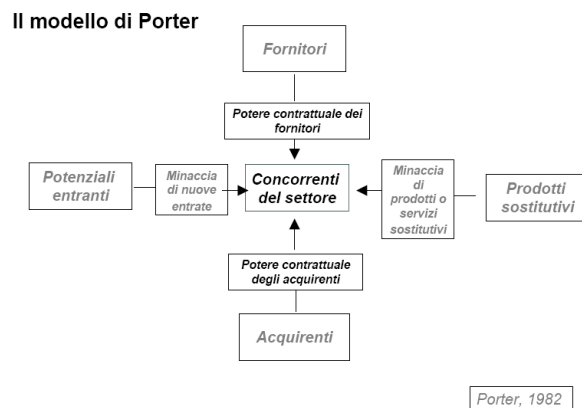 Il modello di Porter
Fornitori
Potere contrattuale dei
fornitori
Potenziali
entranti
Minaccia
di nuove
entrate
Concorrenti
del settore
Minaccia
di
prodotti o
servizi
sostitutivi
Prodotti
sostitutivi
Potere contrattuale
degli acquirenti
Acquirenti
Porter, 1982